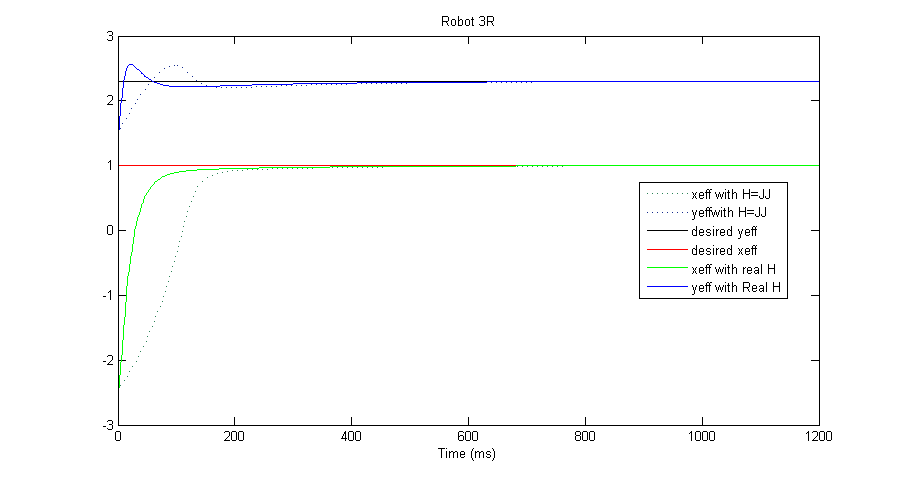 Robot 3R
3
2
1
0
-1
-2
-3
xeff with H=JJ
yeffwith H=JJ
desired yeff
desired xeff
xeff with real H
yeff with Real H
0 200 400 600 800 1000 1200
Time (ms)